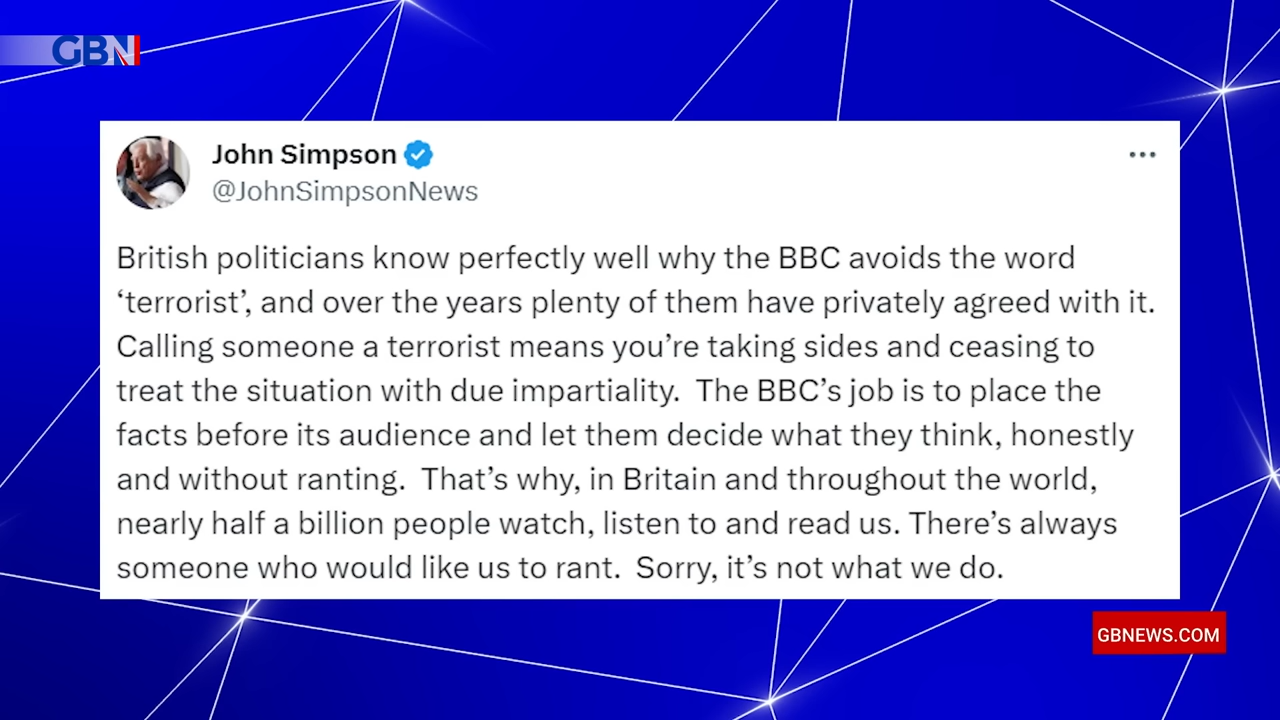 GBN
John Simpson
@JohnSimpsonNews
British politicians know perfectly well why the BBC avoids the word
‘terrorist’, and over the years plenty of them have privately agreed with it.
Calling someone a terrorist means you’re taking sides and ceasing to
treat the situation with due impartiality.  The BBC’s job is to place the
facts before its audience and let them decide what they think, honestly
and without ranting.  That’s why, in Britain and throughout the world,
nearly half a billion people watch, listen to and read us. There’s always
someone who would like us to rant.  Sorry, it’s not what we do.
GBNEWS.COM